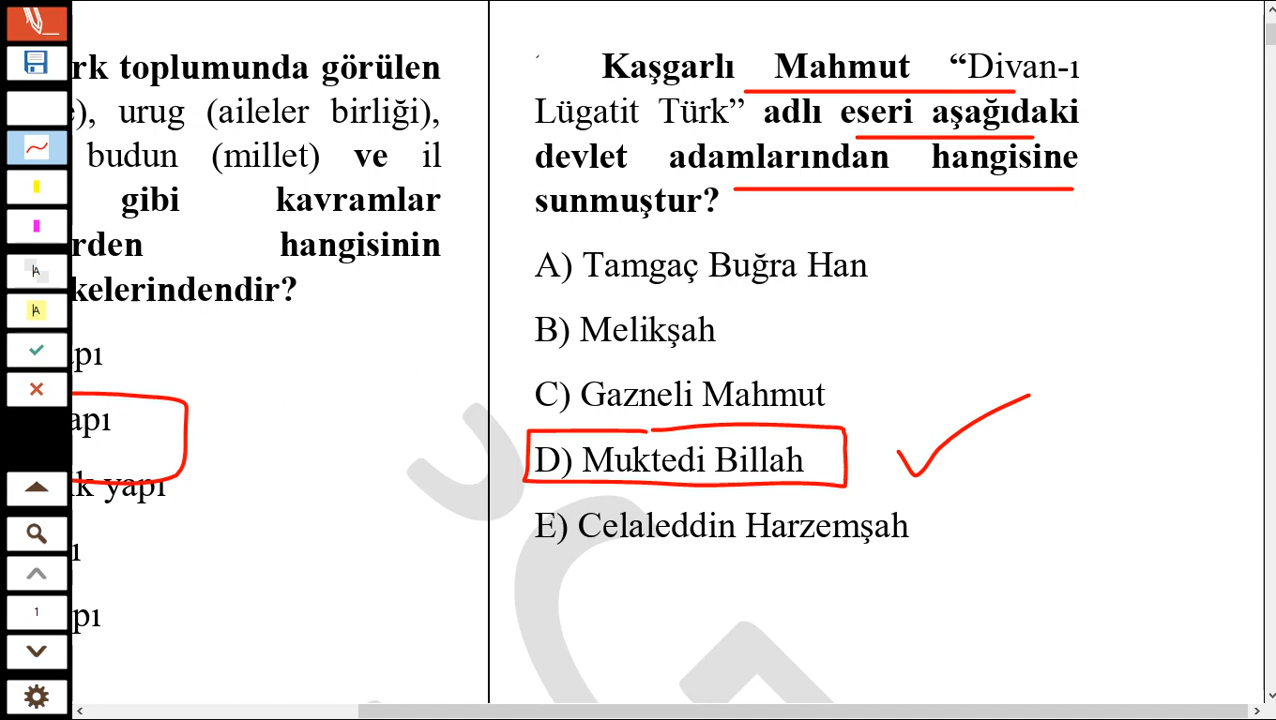 rk toplumunda görülen
e), urug (aileler birliği),
budun (millet) ve il
gibi kavramlar
rden hangisinin
kelerindendir?
apı
apı
ık yapı
ı
pı
Kaşgarlı Mahmut “Divan-ı
Lügatit Türk” adlı eseri aşağıdaki
devlet adamlarından hangisine
sunmuştur?
A) Tamgaç Buğra Han
B) Melikşah
C) Gazneli Mahmut
D) Muktedi Billah
E) Celaleddin Harzemşah
1